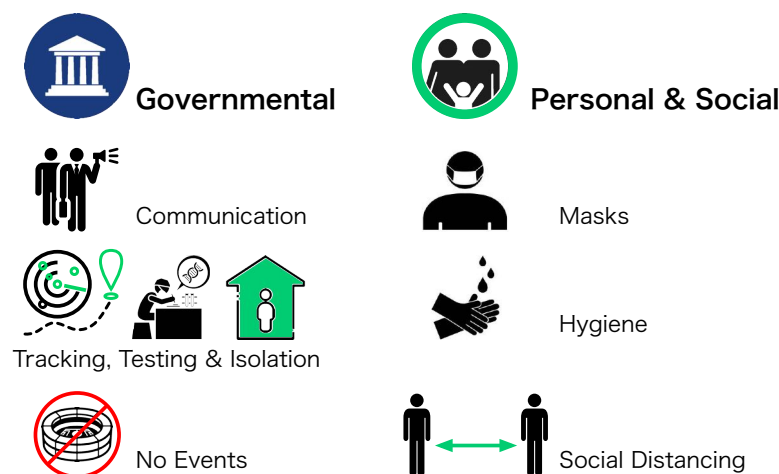 Governmental
Personal & Social
Communication
Masks
Tracking, Testing & Isolation
Hygiene
No Events
Social Distancing